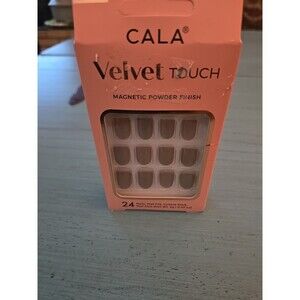 CALA®
Velvet TOUCH
MAGNETIC POWDER FINISH
24